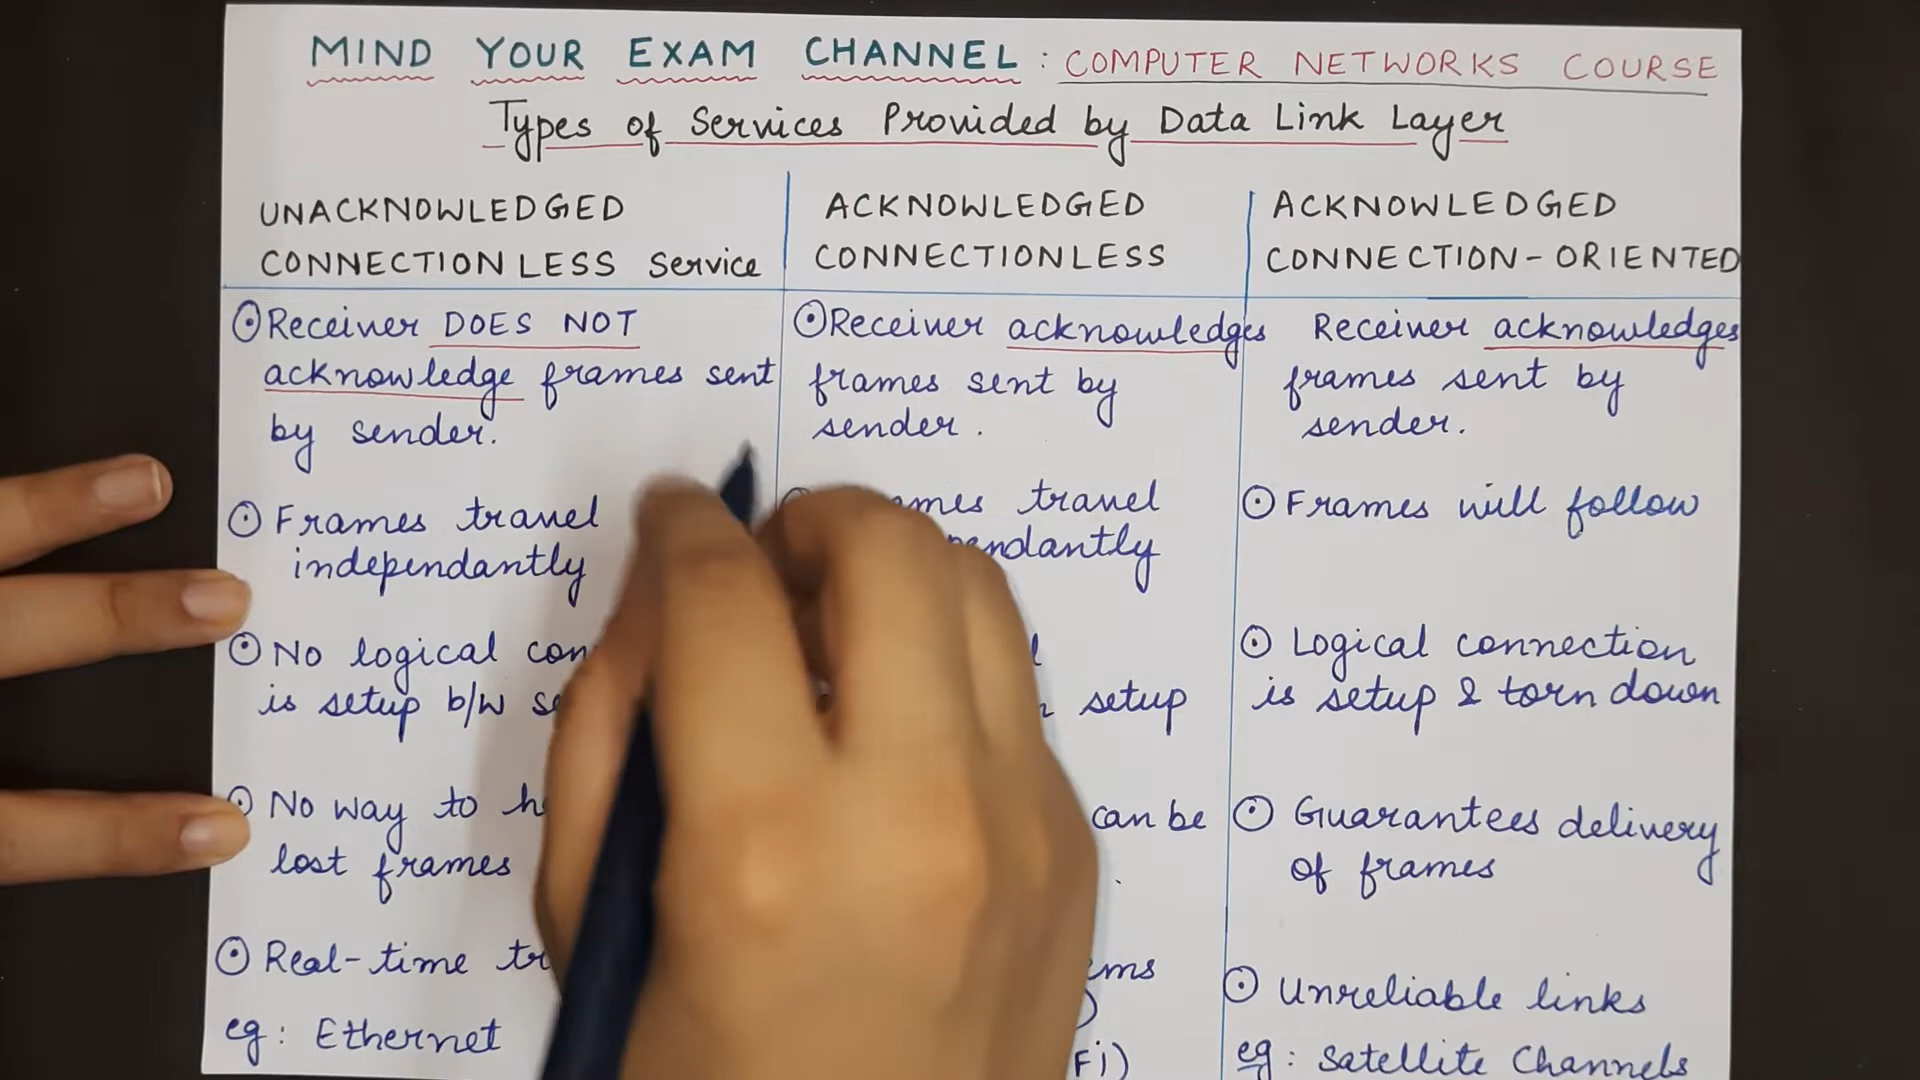 MIND YOUR EXAM CHANNEL : COMPUTER NETWORKS COURSE
Types of Services Provided by Data Link Layer
UNACKNOWLEDGED
CONNECTIONLESS Service
Receiver DOES NOT
acknowledge frames sent
by sender.
Frames travel
independantly
No logical
is setup b/w
No way to
lost frames
Real-time
eg: Ethernet
ACKNOWLEDGED
CONNECTIONLESS
Receiver acknowledges
frames sent by
sender.
travel
setup
can be
ACKNOWLEDGED
CONNECTION-ORIENTED
Receiver acknowledges
frames sent by
sender.
Frames will follow
Logical connection
is setup & torn down
Guarantees delivery
of frames
Unreliable links
eg: Satellite Channels